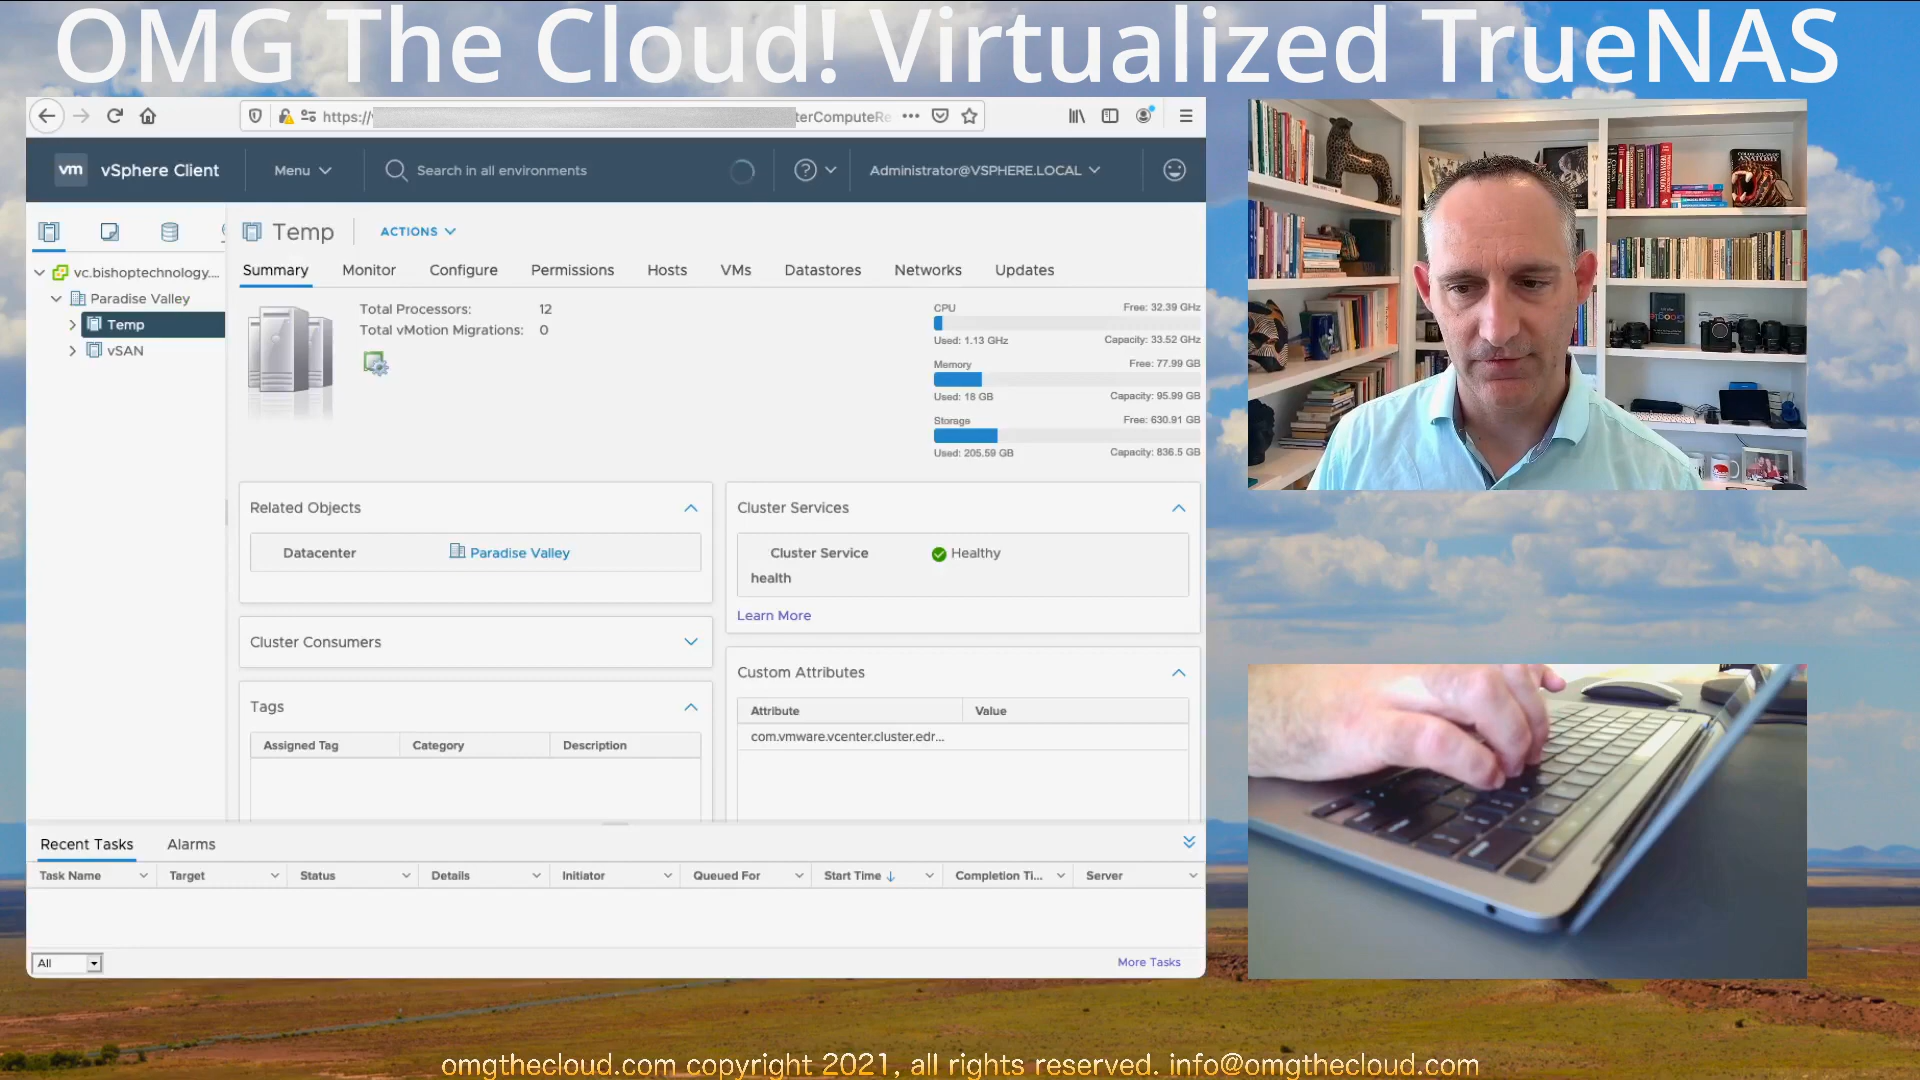 OMG The Cloud! Virtualized TrueNAS
https://
terComputeRe
vm vSphere Client
Menu
Search in all environments
Administrator@VSPHERE.LOCAL
Temp
ACTIONS
vc.bishoptechnology....
Paradise Valley
Temp
vSAN
Summary Monitor Configure Permissions Hosts VMs Datastores Networks Updates
Total Processors: 12
Total vMotion Migrations: 0
CPU Free: 32.39 GHz
Used: 1.13 GHz Capacity: 33.52 GHz
Memory Free: 77.99 GB
Used: 18 GB Capacity: 95.99 GB
Storage Free: 630.91 GB
Used: 205.59 GB Capacity: 836.5 GB
Related Objects
Datacenter Paradise Valley
Cluster Consumers
Tags
Assigned Tag Category Description
Cluster Services
Cluster Service Healthy
health
Learn More
Custom Attributes
Attribute Value
com.vmware.vcenter.cluster.edr...
Recent Tasks Alarms
Task Name Target Status Details Initiator Queued For Start Time Completion Ti... Server
All
More Tasks
ANATOMY
Google
omgthecloud.com copyright 2021, all rights reserved. info@omgthecloud.com